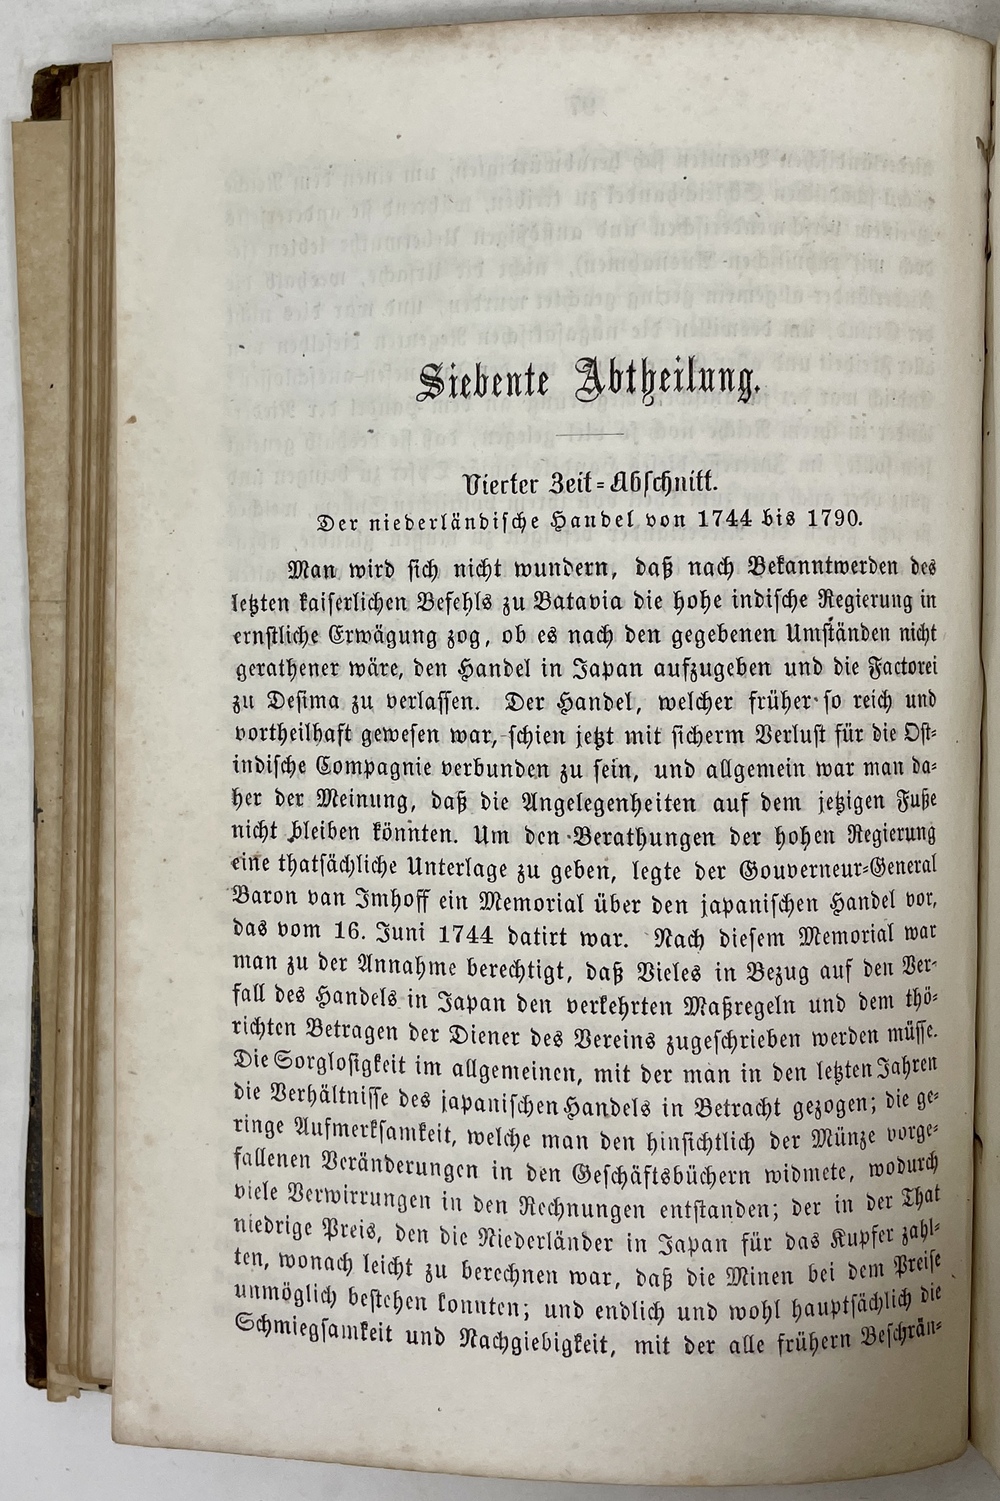 Siebente Abtheilung.
Vierter Zeit-Abschnitt.
Der niederländische Handel von 1744 bis 1790.
Man wird sich nicht wundern, daß nach Bekanntwerden des
letzten kaiserlichen Befehls zu Batavia die hohe indische Regierung in
ernstliche Erwägung zog, ob es nach den gegebenen Umständen nicht
gerathener wäre, den Handel in Japan aufzugeben und die Factorei
zu Desima zu verlassen. Der Handel, welcher früher so reich und
vortheilhaft gewesen war, schien jetzt mit sicherm Verlust für die Ost-
indische Compagnie verbunden zu sein, und allgemein war man da-
her der Meinung, daß die Angelegenheiten auf dem jetzigen Fuße
nicht bleiben könnten. Um den Berathungen der hohen Regierung
eine thatsächliche Unterlage zu geben, legte der Gouverneur-General
Baron van Imhoff ein Memorial über den japanischen Handel vor,
das vom 16. Juni 1744 datirt war. Nach diesem Memorial war
man zu der Annahme berechtigt, daß Vieles in Bezug auf den Ver-
fall des Handels in Japan den verkehrten Maßregeln und dem thö-
richten Betragen der Diener des Vereins zugeschrieben werden müsse.
Die Sorglosigkeit im allgemeinen, mit der man in den letzten Jahren
die Verhältnisse des japanischen Handels in Betracht gezogen; die ge-
ringe Aufmerksamkeit, welche man den hinsichtlich der Münze vorge-
fallenen Veränderungen in den Geschäftsbüchern widmete, wodurch
viele Verwirrungen in den Rechnungen entstanden; der in der That
niedrige Preis, den die Niederländer in Japan für das Kupfer zahl-
ten, wonach leicht zu berechnen war, daß die Minen bei dem Preise
unmöglich bestehen konnten; und endlich und wohl hauptsächlich die
Schmiegsamkeit und Nachgiebigkeit, mit der alle frühern Beschrän-